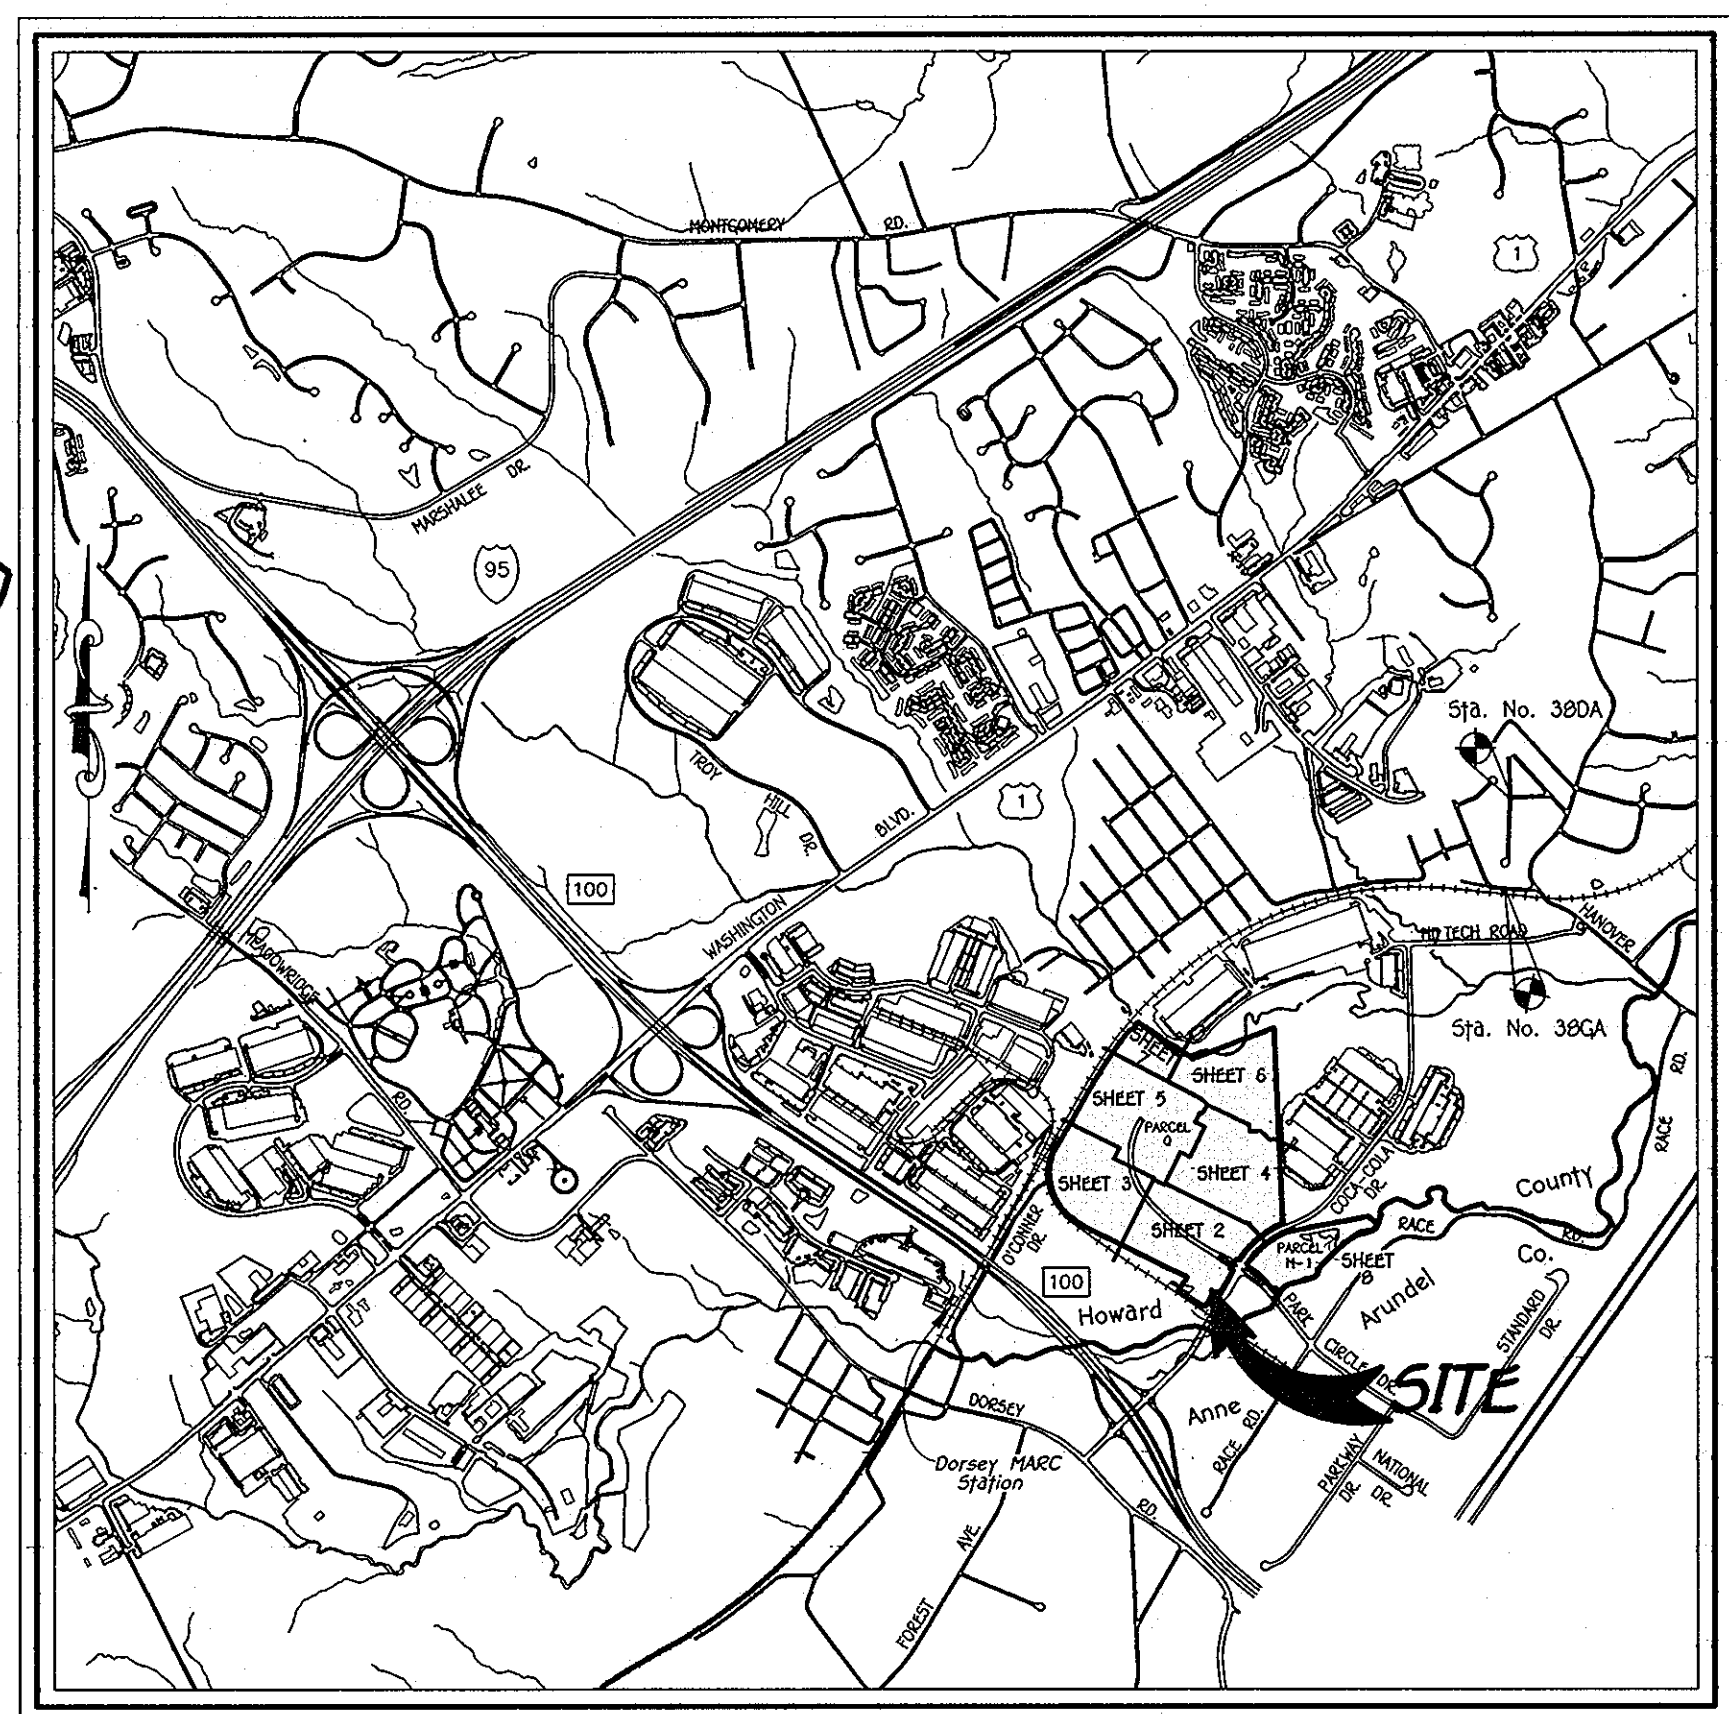 MONTGOMERY RD.
1
MARSHALEE DR.
95
Sta. No. 38DA
TROY HILL DR.
1
BLVD.
100
WASHINGTON
HANOVER
MEADOWRIDGE
RD.
Sta. No. 38GA
RD.
SHEET
7
SHEET 6
SHEET 5
PARCEL
O
RACE
SHEET 4
SHEET 3
COCA-COLA
DR.
County
SHEET 2
RACE
RD.
O'CONNER
DR.
PARCEL
M-1
SHEET
8
Co.
100
Howard
PARK
CIRCLE
DR.
Arundel
STANDARD
DR.
SITE
DORSEY
Anne
RACE RD.
Dorsey MARC
Station
PARKWAY
DR.
NATIONAL
DR.
RD.
FOREST AVE.